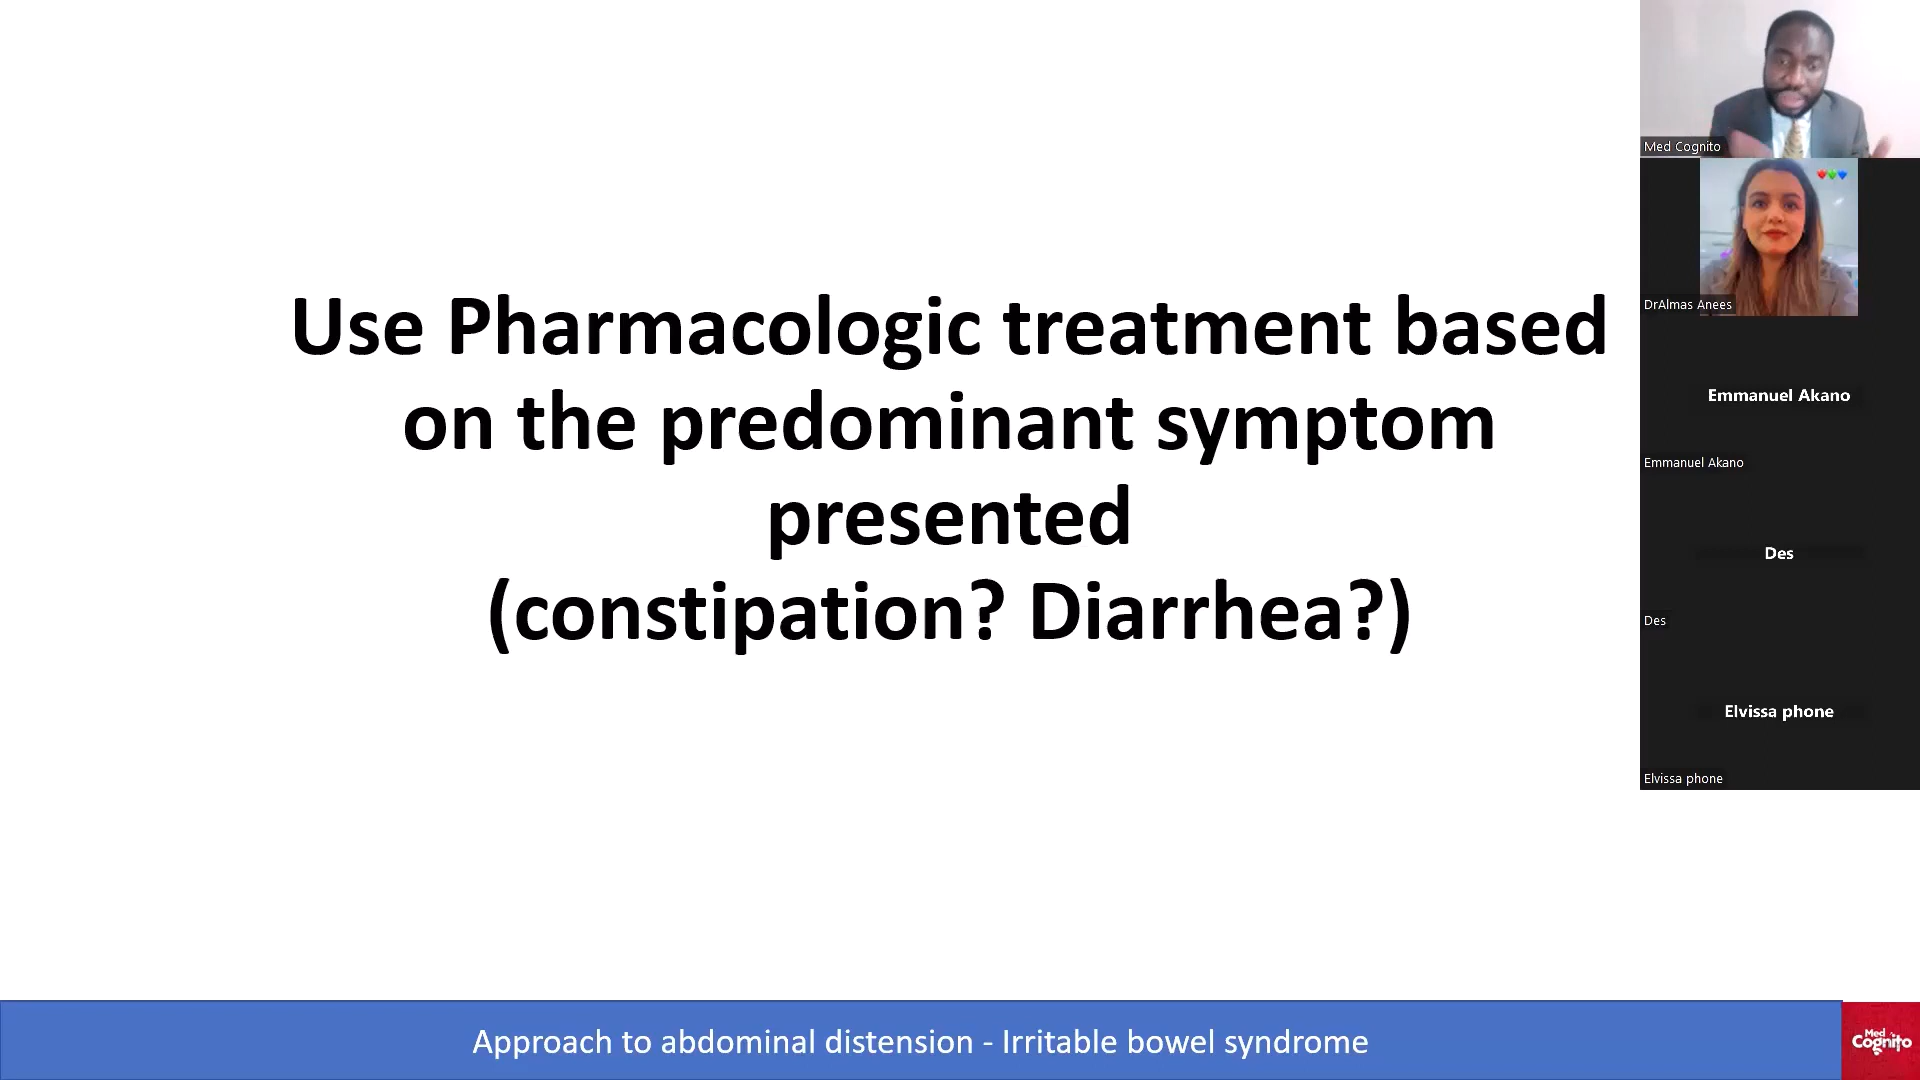 Use Pharmacologic treatment based
on the predominant symptom
presented
(constipation? Diarrhea?)
Med Cognito
DrAlmas Anees
Emmanuel Akano
Emmanuel Akano
Des
Des
Elvissa phone
Elvissa phone
Approach to abdominal distension - Irritable bowel syndrome
Med
Cognito